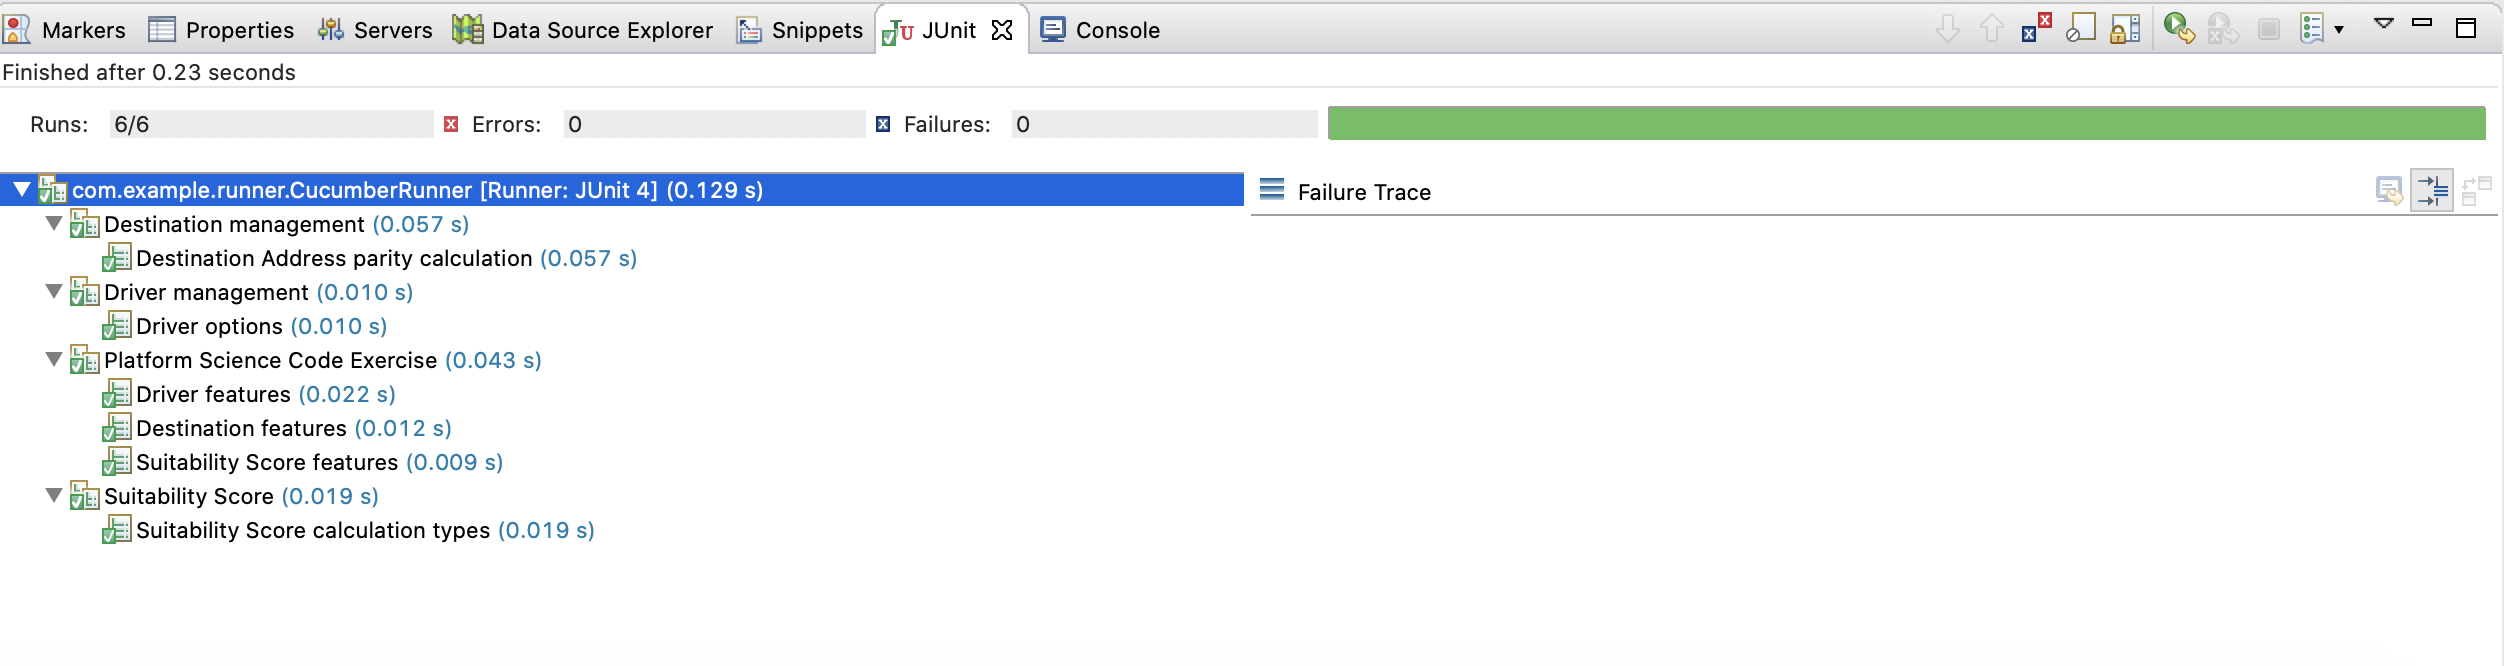 Markers Properties Servers Data Source Explorer Snippets JUnit Console
Finished after 0.23 seconds
Runs: 6/6 Errors: 0 Failures: 0
com.example.runner.CucumberRunner [Runner: JUnit 4] (0.129 s)
Failure Trace
Destination management (0.057 s)
Destination Address parity calculation (0.057 s)
Driver management (0.010 s)
Driver options (0.010 s)
Platform Science Code Exercise (0.043 s)
Driver features (0.022 s)
Destination features (0.012 s)
Suitability Score features (0.009 s)
Suitability Score (0.019 s)
Suitability Score calculation types (0.019 s)